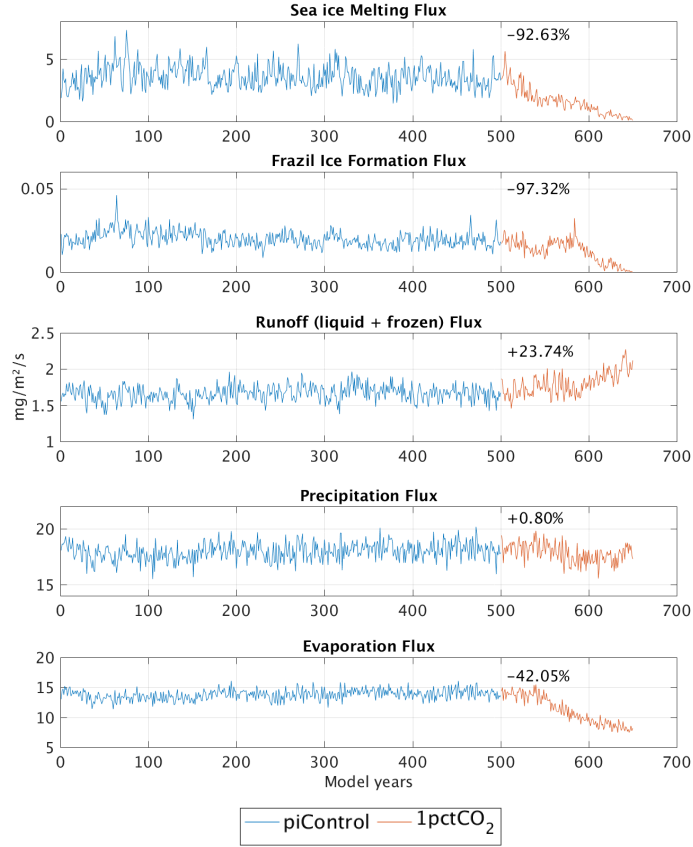 Sea ice Melting Flux
−92.63%
5
0
0 100 200 300 400 500 600 700
Frazil Ice Formation Flux
0.05
−97.32%
0
0 100 200 300 400 500 600 700
Runoff (liquid + frozen) Flux
2.5
+23.74%
2
1.5
1
mg/m²/s
0 100 200 300 400 500 600 700
Precipitation Flux
+0.80%
20
15
0 100 200 300 400 500 600 700
Evaporation Flux
20
−42.05%
15
10
5
0 100 200 300 400 500 600 700
Model years
piControl 1pctCO₂